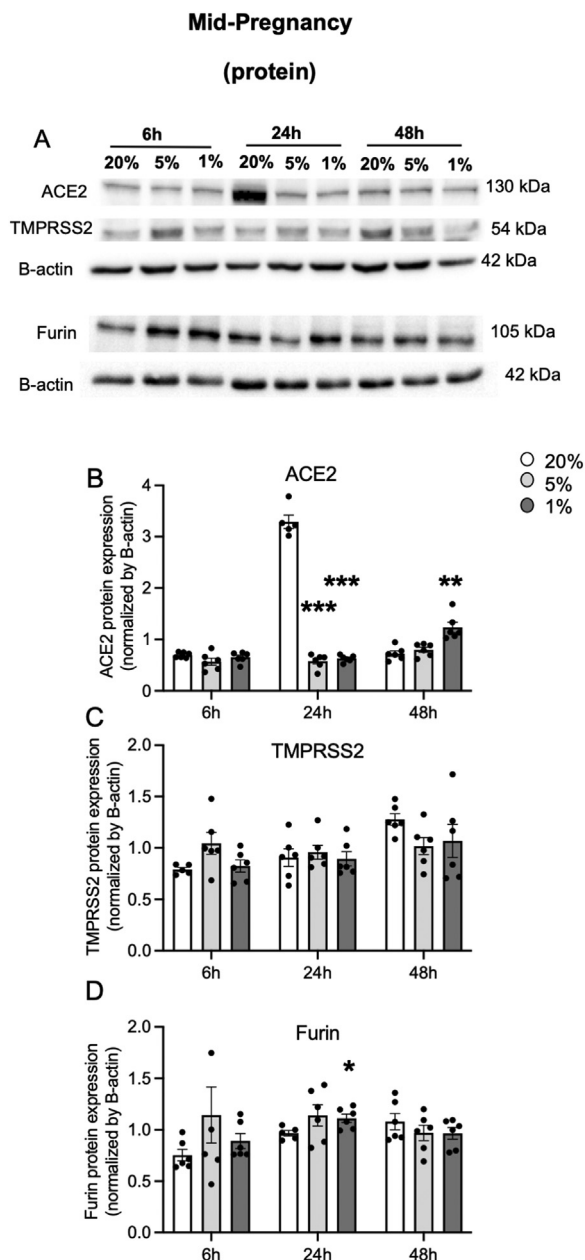 Mid-Pregnancy
(protein)
A
6h 24h 48h
20% 5% 1% 20% 5% 1% 20% 5% 1%
ACE2 130 kDa
TMPRSS2 54 kDa
B-actin 42 kDa
Furin 105 kDa
B-actin 42 kDa
20%
5%
1%
B
ACE2
ACE2 protein expression
(normalized by B-actin)
4
3
2
1
0
***
***
**
6h 24h 48h
C
TMPRSS2
TMPRSS2 protein expression
(normalized by B-actin)
2.0
1.5
1.0
0.5
0.0
6h 24h 48h
D
Furin
Furin protein expression
(normalized by B-actin)
2.0
1.5
1.0
0.5
0.0
*
6h 24h 48h